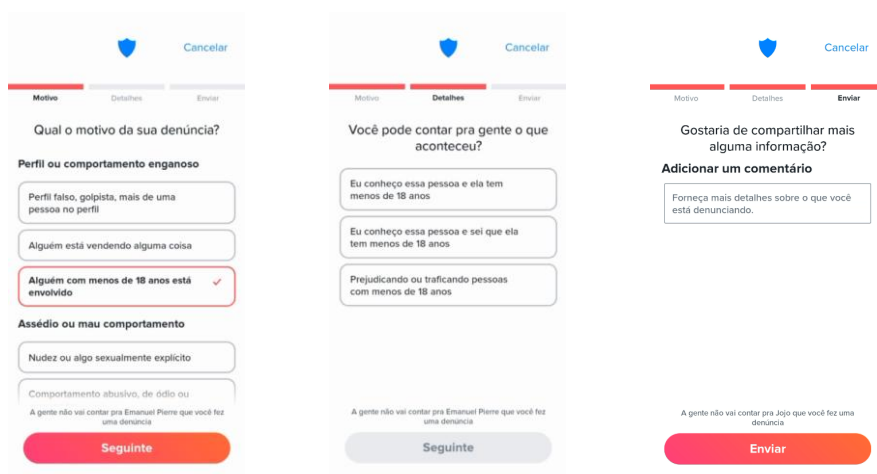 Cancelar
Motivo
Detalhes
Enviar
Qual o motivo da sua denúncia?
Perfil ou comportamento enganoso
Perfil falso, golpista, mais de uma
pessoa no perfil
Alguém está vendendo alguma coisa
Alguém com menos de 18 anos está
envolvido
Assédio ou mau comportamento
Nudez ou algo sexualmente explícito
Comportamento abusivo, de ódio ou
A gente não vai contar pra Emanuel Pierre que você fez
uma denúncia
Seguinte
Cancelar
Motivo
Detalhes
Enviar
Você pode contar pra gente o que
aconteceu?
Eu conheço essa pessoa e ela tem
menos de 18 anos
Eu conheço essa pessoa e sei que ela
tem menos de 18 anos
Prejudicando ou traficando pessoas
com menos de 18 anos
A gente não vai contar pra Emanuel Pierre que você fez
uma denúncia
Seguinte
Cancelar
Motivo
Detalhes
Enviar
Gostaria de compartilhar mais
alguma informação?
Adicionar um comentário
Forneça mais detalhes sobre o que você
está denunciando.
A gente não vai contar pra Jojo que você fez uma
denúncia
Enviar